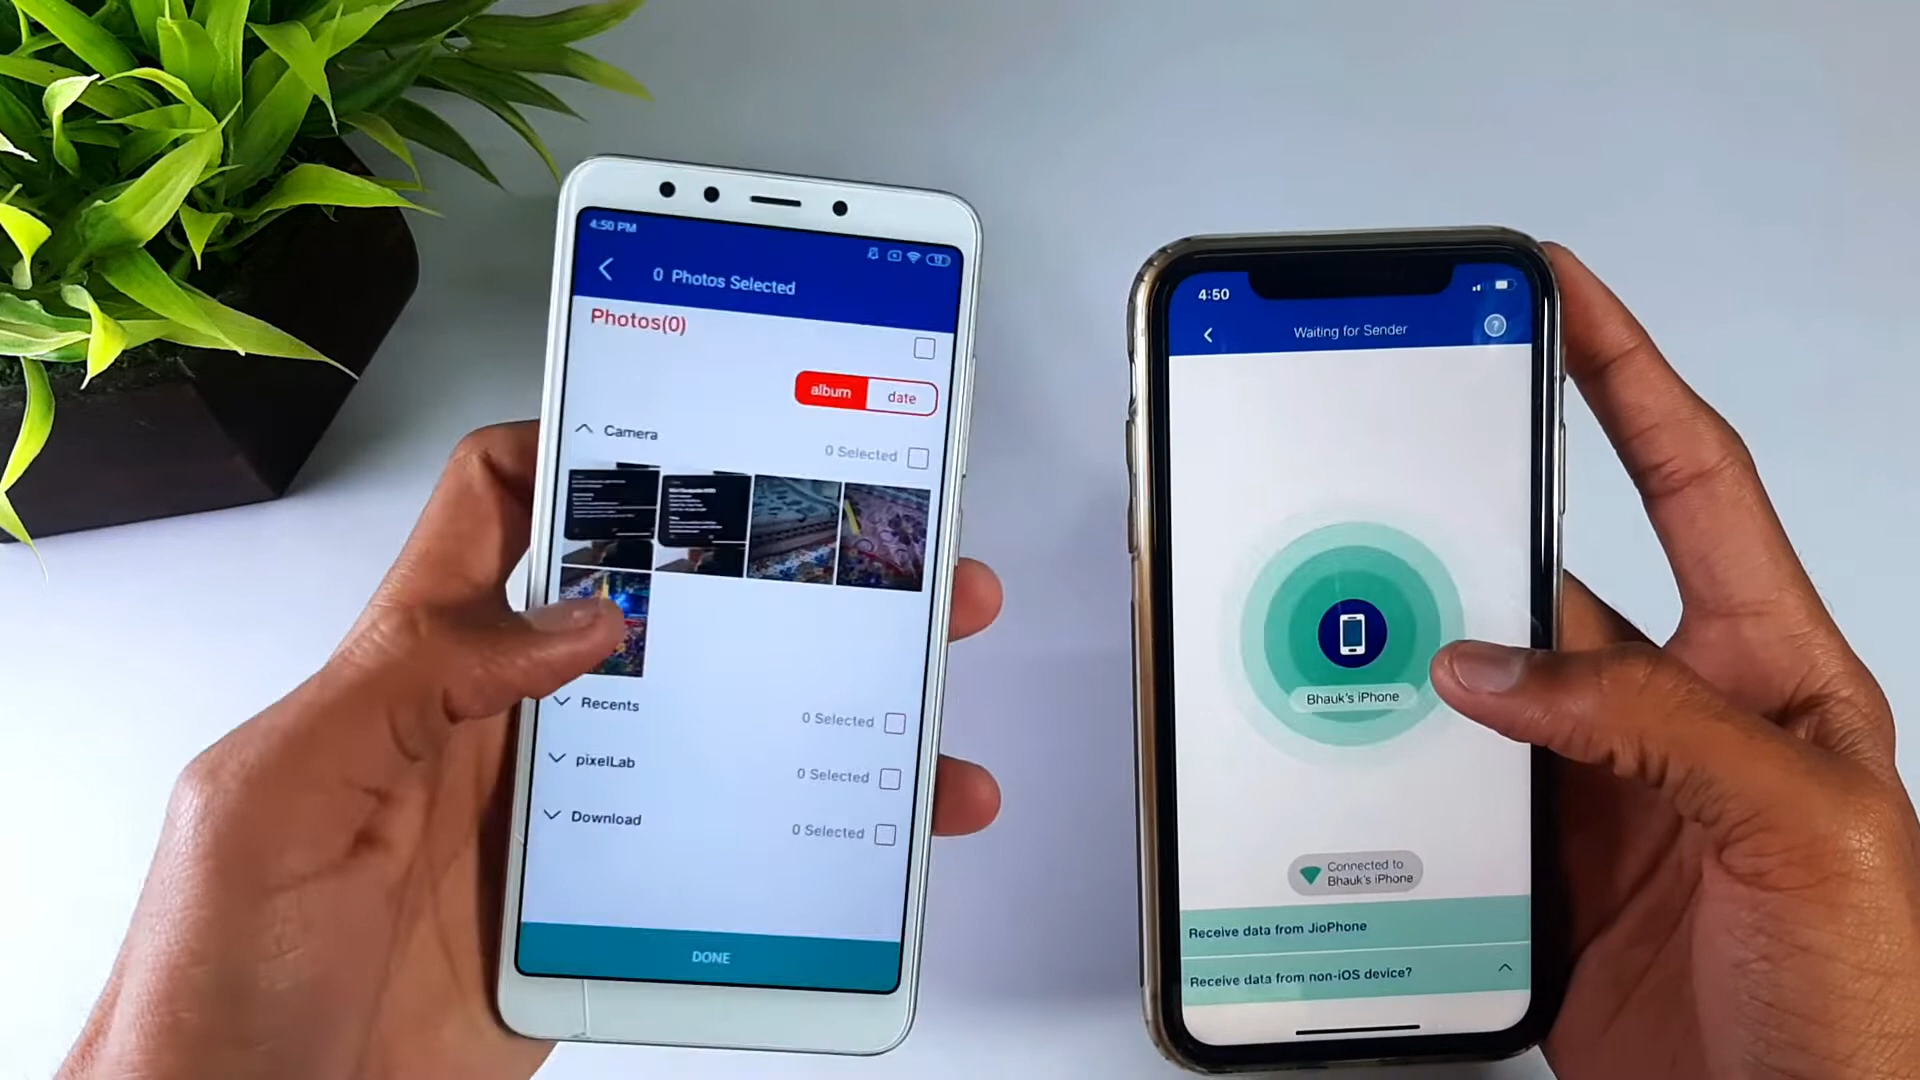 4:50 PM
0 Photos Selected
Photos(0)
album
date
Camera
0 Selected
Recents
0 Selected
pixelLab
0 Selected
Download
0 Selected
DONE
4:50
Waiting for Sender
?
Bhauk's iPhone
Connected to
Bhauk's iPhone
Receive data from JioPhone
Receive data from non-iOS device?